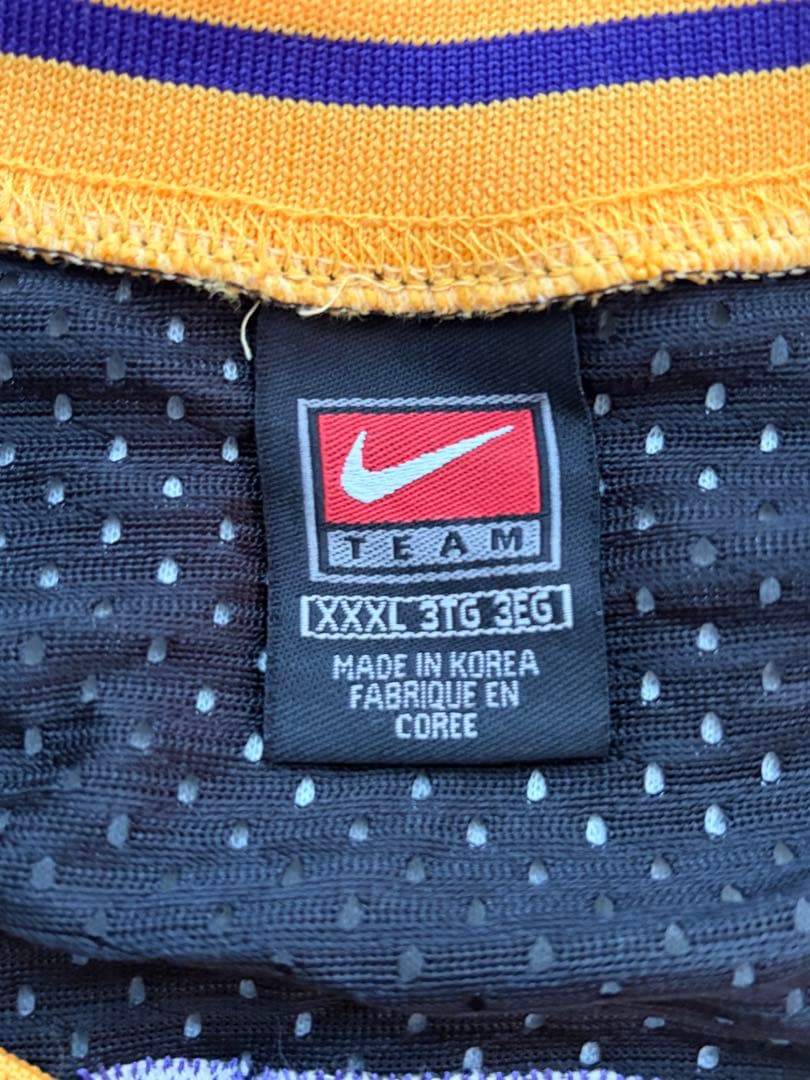 TEAM
XXXL 3TG 3EG
MADE IN KOREA
FABRIQUE EN
COREE